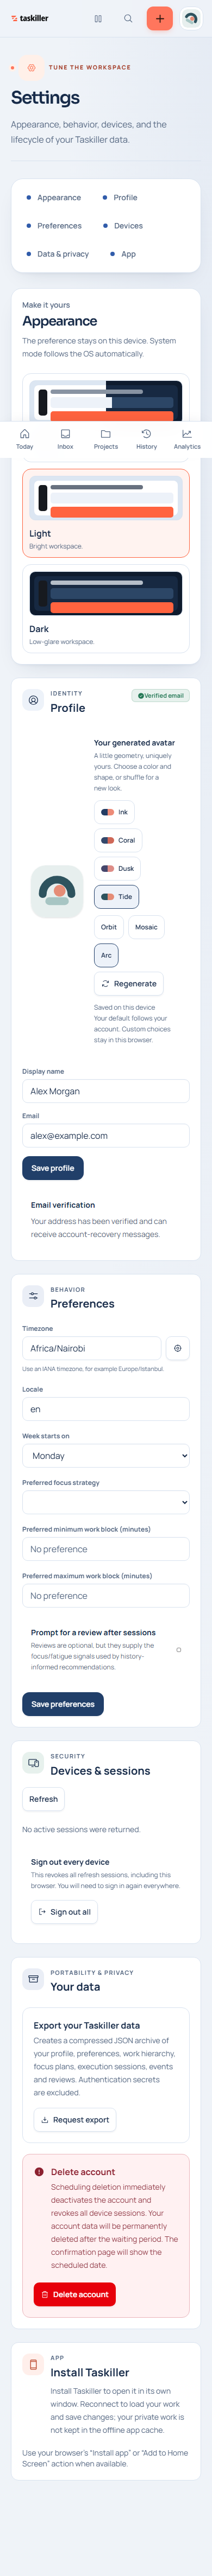 taskiller
TUNE THE WORKSPACE
Settings
Appearance, behavior, devices, and the
lifecycle of your Taskiller data.
Appearance
Profile
Preferences
Devices
Data & privacy
App
Make it yours
Appearance
The preference stays on this device. System
mode follows the OS automatically.
Today
Inbox
Projects
History
Analytics
Light
Bright workspace.
Dark
Low-glare workspace.
IDENTITY
Profile
Verified email
Your generated avatar
A little geometry, uniquely
yours. Choose a color and
shape, or shuffle for a
new look.
Ink
Coral
Dusk
Tide
Orbit
Mosaic
Arc
Regenerate
Saved on this device
Your default follows your
account. Custom choices
stay in this browser.
Display name
Alex Morgan
Email
alex@example.com
Save profile
Email verification
Your address has been verified and can
receive account-recovery messages.
BEHAVIOR
Preferences
Timezone
Africa/Nairobi
Use an IANA timezone, for example Europe/Istanbul.
Locale
en
Week starts on
Monday
Preferred focus strategy
Preferred minimum work block (minutes)
No preference
Preferred maximum work block (minutes)
No preference
Prompt for a review after sessions
Reviews are optional, but they supply the
focus/fatigue signals used by history-
informed recommendations.
Save preferences
SECURITY
Devices & sessions
Refresh
No active sessions were returned.
Sign out every device
This revokes all refresh sessions, including this
browser. You will need to sign in again everywhere.
Sign out all
PORTABILITY & PRIVACY
Your data
Export your Taskiller data
Creates a compressed JSON archive of
your profile, preferences, work hierarchy,
focus plans, execution sessions, events
and reviews. Authentication secrets
are excluded.
Request export
Delete account
Scheduling deletion immediately
deactivates the account and
revokes all device sessions. Your
account data will be permanently
deleted after the waiting period. The
confirmation page will show the
scheduled date.
Delete account
APP
Install Taskiller
Install Taskiller to open it in its own
window. Reconnect to load your work
and save changes; your private work is
not kept in the offline app cache.
Use your browser's "Install app" or "Add to Home
Screen" action when available.